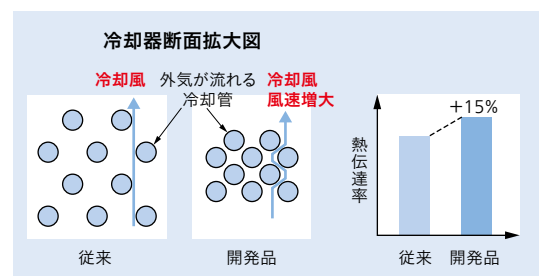 冷却器断面拡大図
冷却風
外気が流れる
冷却管
冷却風
風速増大
従来
開発品
+15%
熱伝達率
従来
開発品